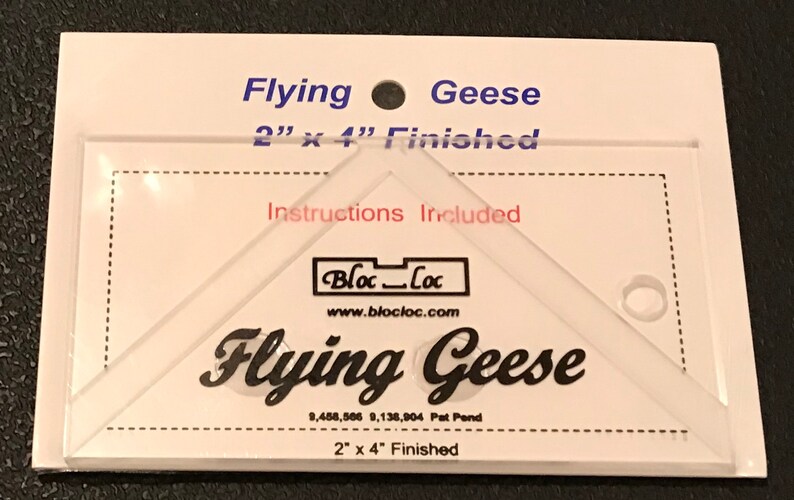 Flying Geese
2” x 4” Finished
Instructions Included
Bloc_Loc
www.blocloc.com
Flying Geese
9,458,566 9,138,904 Pat Pend
2" x 4" Finished